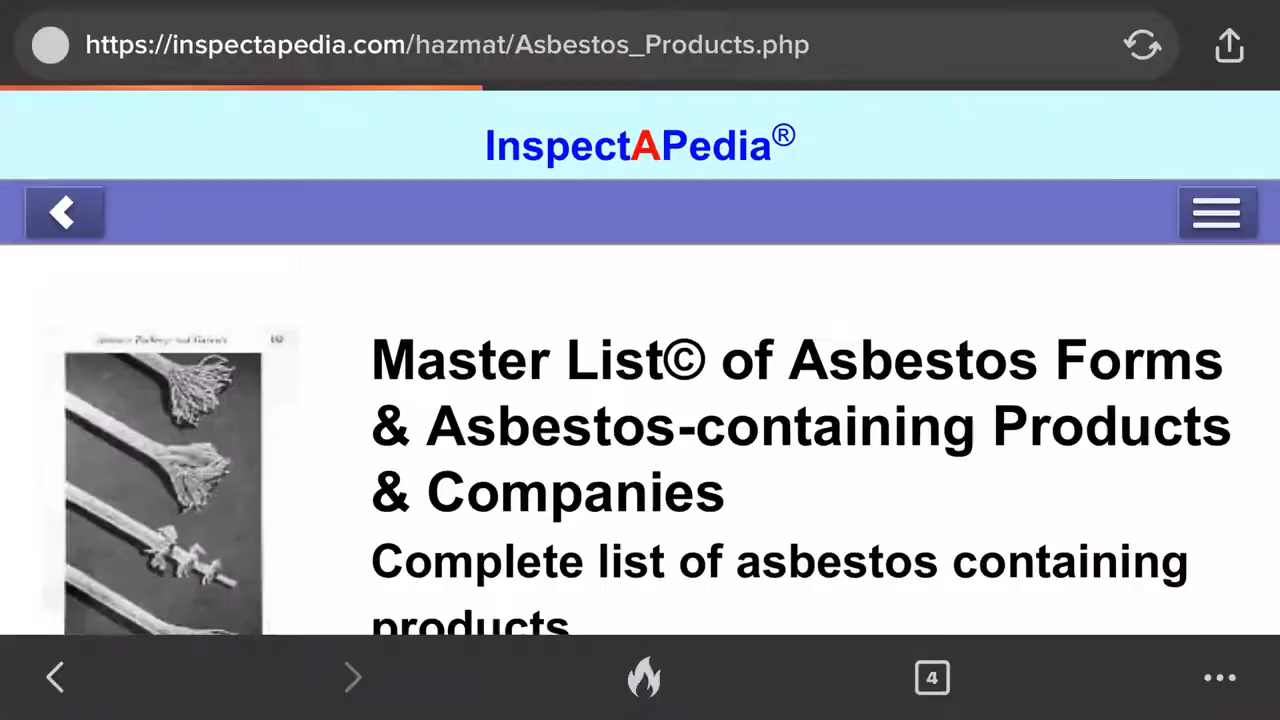 https://inspectapedia.com/hazmat/Asbestos_Products.php
InspectAPedia®
Master List© of Asbestos Forms
& Asbestos-containing Products
& Companies
Complete list of asbestos containing
products
4